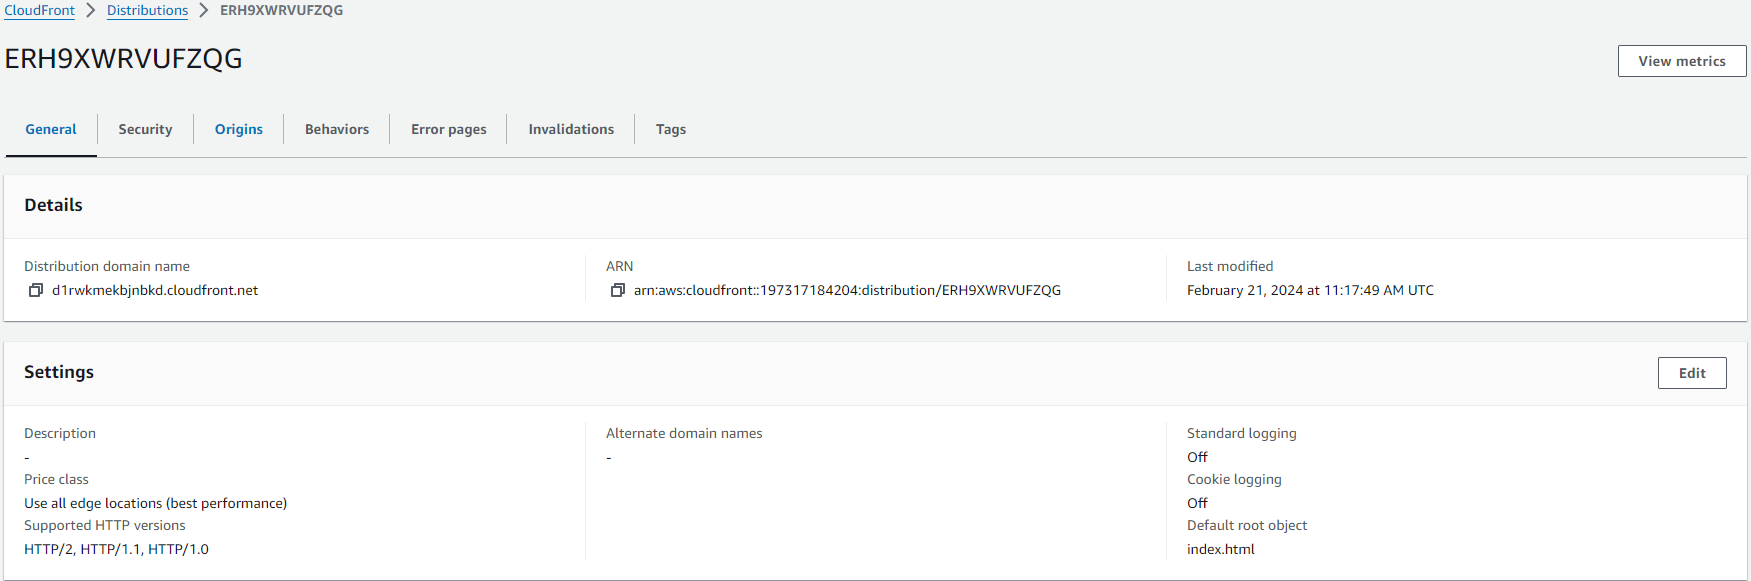 CloudFront > Distributions > ERH9XWRVUFZQG
ERH9XWRVUFZQG
View metrics
General Security Origins Behaviors Error pages Invalidations Tags
Details
Distribution domain name
d1rwkmekbjnbkd.cloudfront.net
ARN
arn:aws:cloudfront::197317184204:distribution/ERH9XWRVUFZQG
Last modified
February 21, 2024 at 11:17:49 AM UTC
Settings
Edit
Description
-
Price class
Use all edge locations (best performance)
Supported HTTP versions
HTTP/2, HTTP/1.1, HTTP/1.0
Alternate domain names
-
Standard logging
Off
Cookie logging
Off
Default root object
index.html